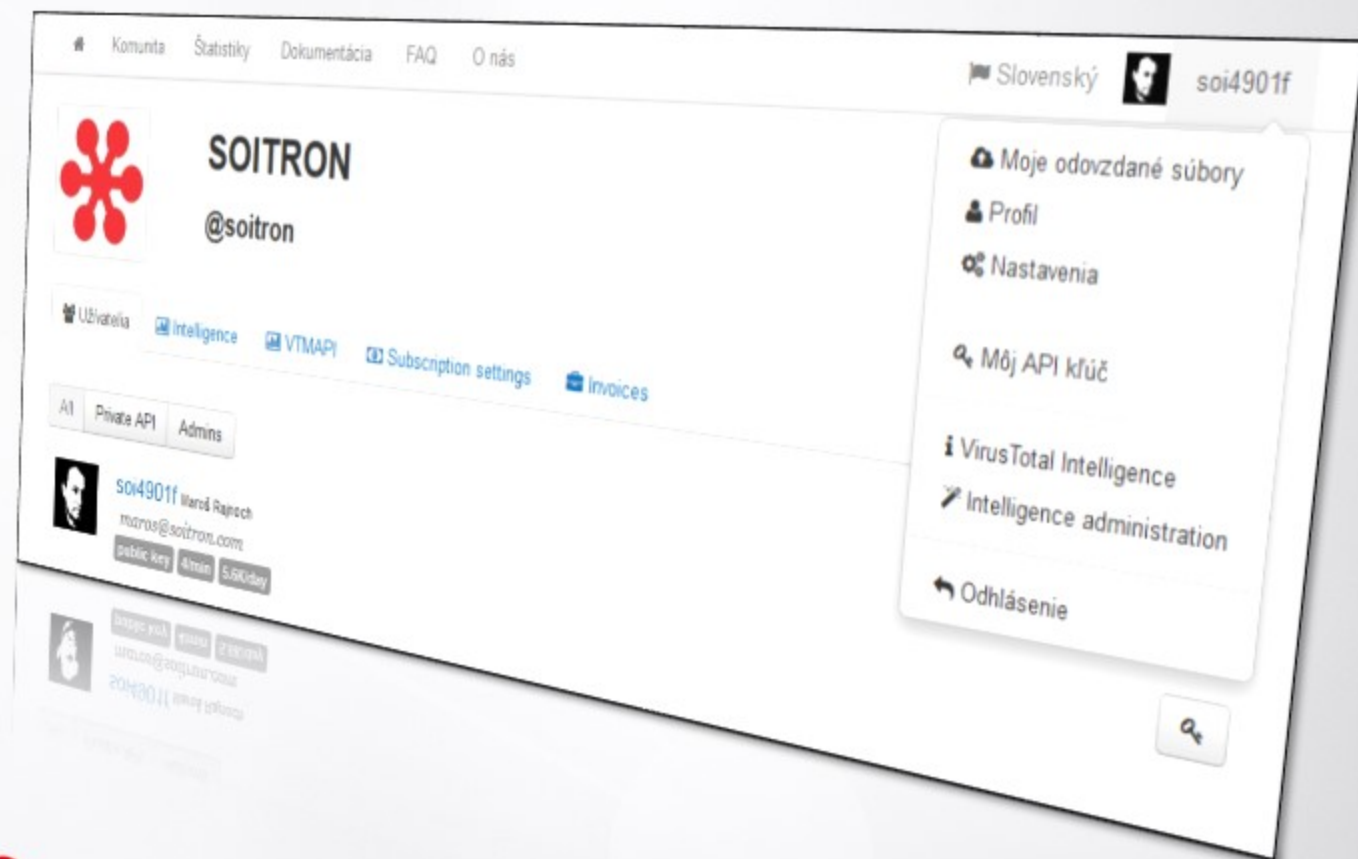 Komunita Štatistiky Dokumentácia FAQ O nás
Slovenský soi4901f
SOITRON
@soitron
Moje odovzdané súbory
Profil
Nastavenia
Môj API kľúč
VirusTotal Intelligence
Intelligence administration
Odhlásenie
Užívatelia Intelligence VTMAPI Subscription settings Invoices
All Private API Admins
soi4901f Maroš Rajnoch
maros@soitron.com
public key 4/min 5.6K/day